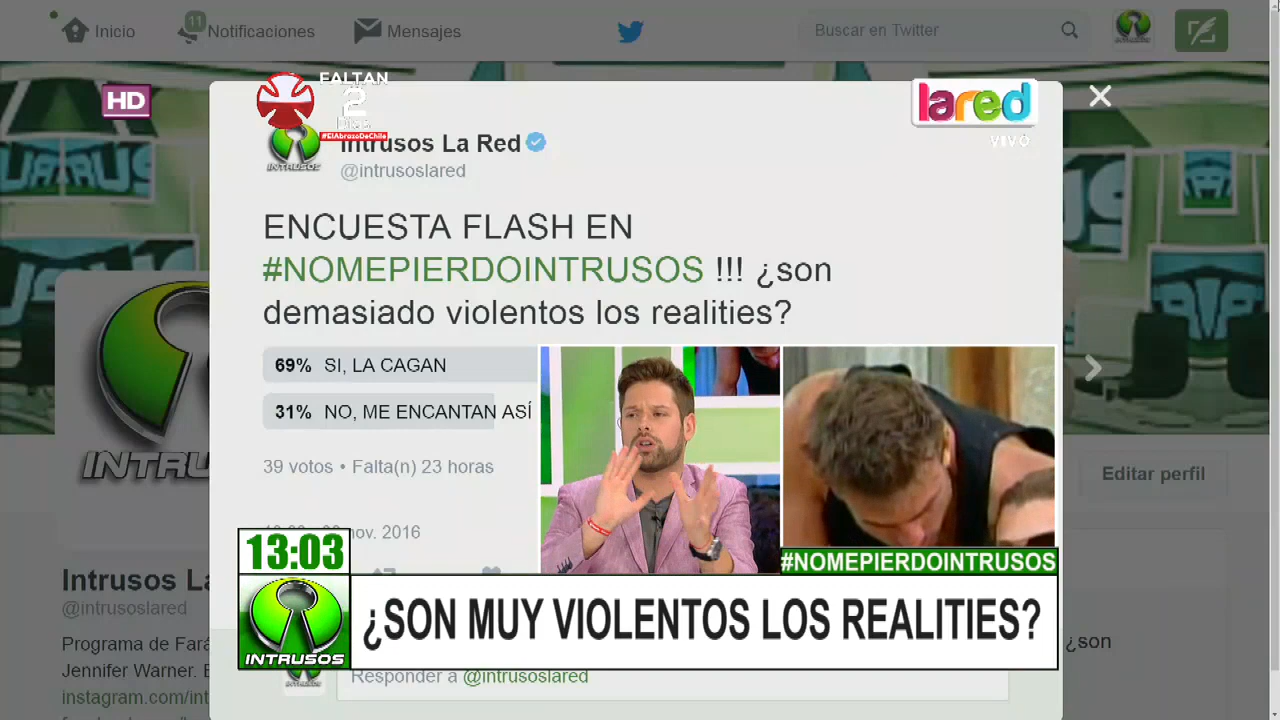 Inicio
11
Notificaciones
Mensajes
Buscar en Twitter
HD
FALTAN
2
Días
#ElAbrazoDeChile
lared
VIVO
INTRUSOS
Intrusos La Red
@intrusoslared
ENCUESTA FLASH EN
#NOMEPIERDOINTRUSOS !!! ¿son
demasiado violentos los realities?
69% SI, LA CAGAN
31% NO, ME ENCANTAN ASÍ
39 votos • Falta(n) 23 horas
nov. 2016
INTRUS
Editar perfil
13:03
#NOMEPIERDOINTRUSOS
INTRUSOS
¿SON MUY VIOLENTOS LOS REALITIES?
Intrusos La
@intrusoslared
Programa de Fará
Jennifer Warner. E
instagram.com/int
¿son
Responder a @intrusoslared